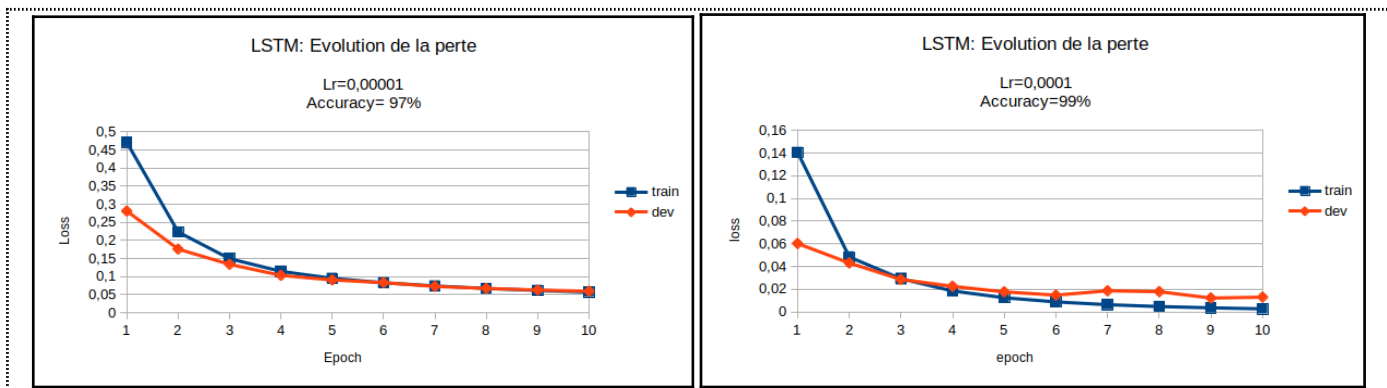 LSTM: Evolution de la perte
Lr=0,00001
Accuracy= 97%
0,5
0,45
0,4
0,35
0,3
0,25
0,2
0,15
0,1
0,05
0
Loss
1 2 3 4 5 6 7 8 9 10
Epoch
train
dev
LSTM: Evolution de la perte
Lr=0,0001
Accuracy=99%
0,16
0,14
0,12
0,1
0,08
0,06
0,04
0,02
0
loss
1 2 3 4 5 6 7 8 9 10
epoch
train
dev